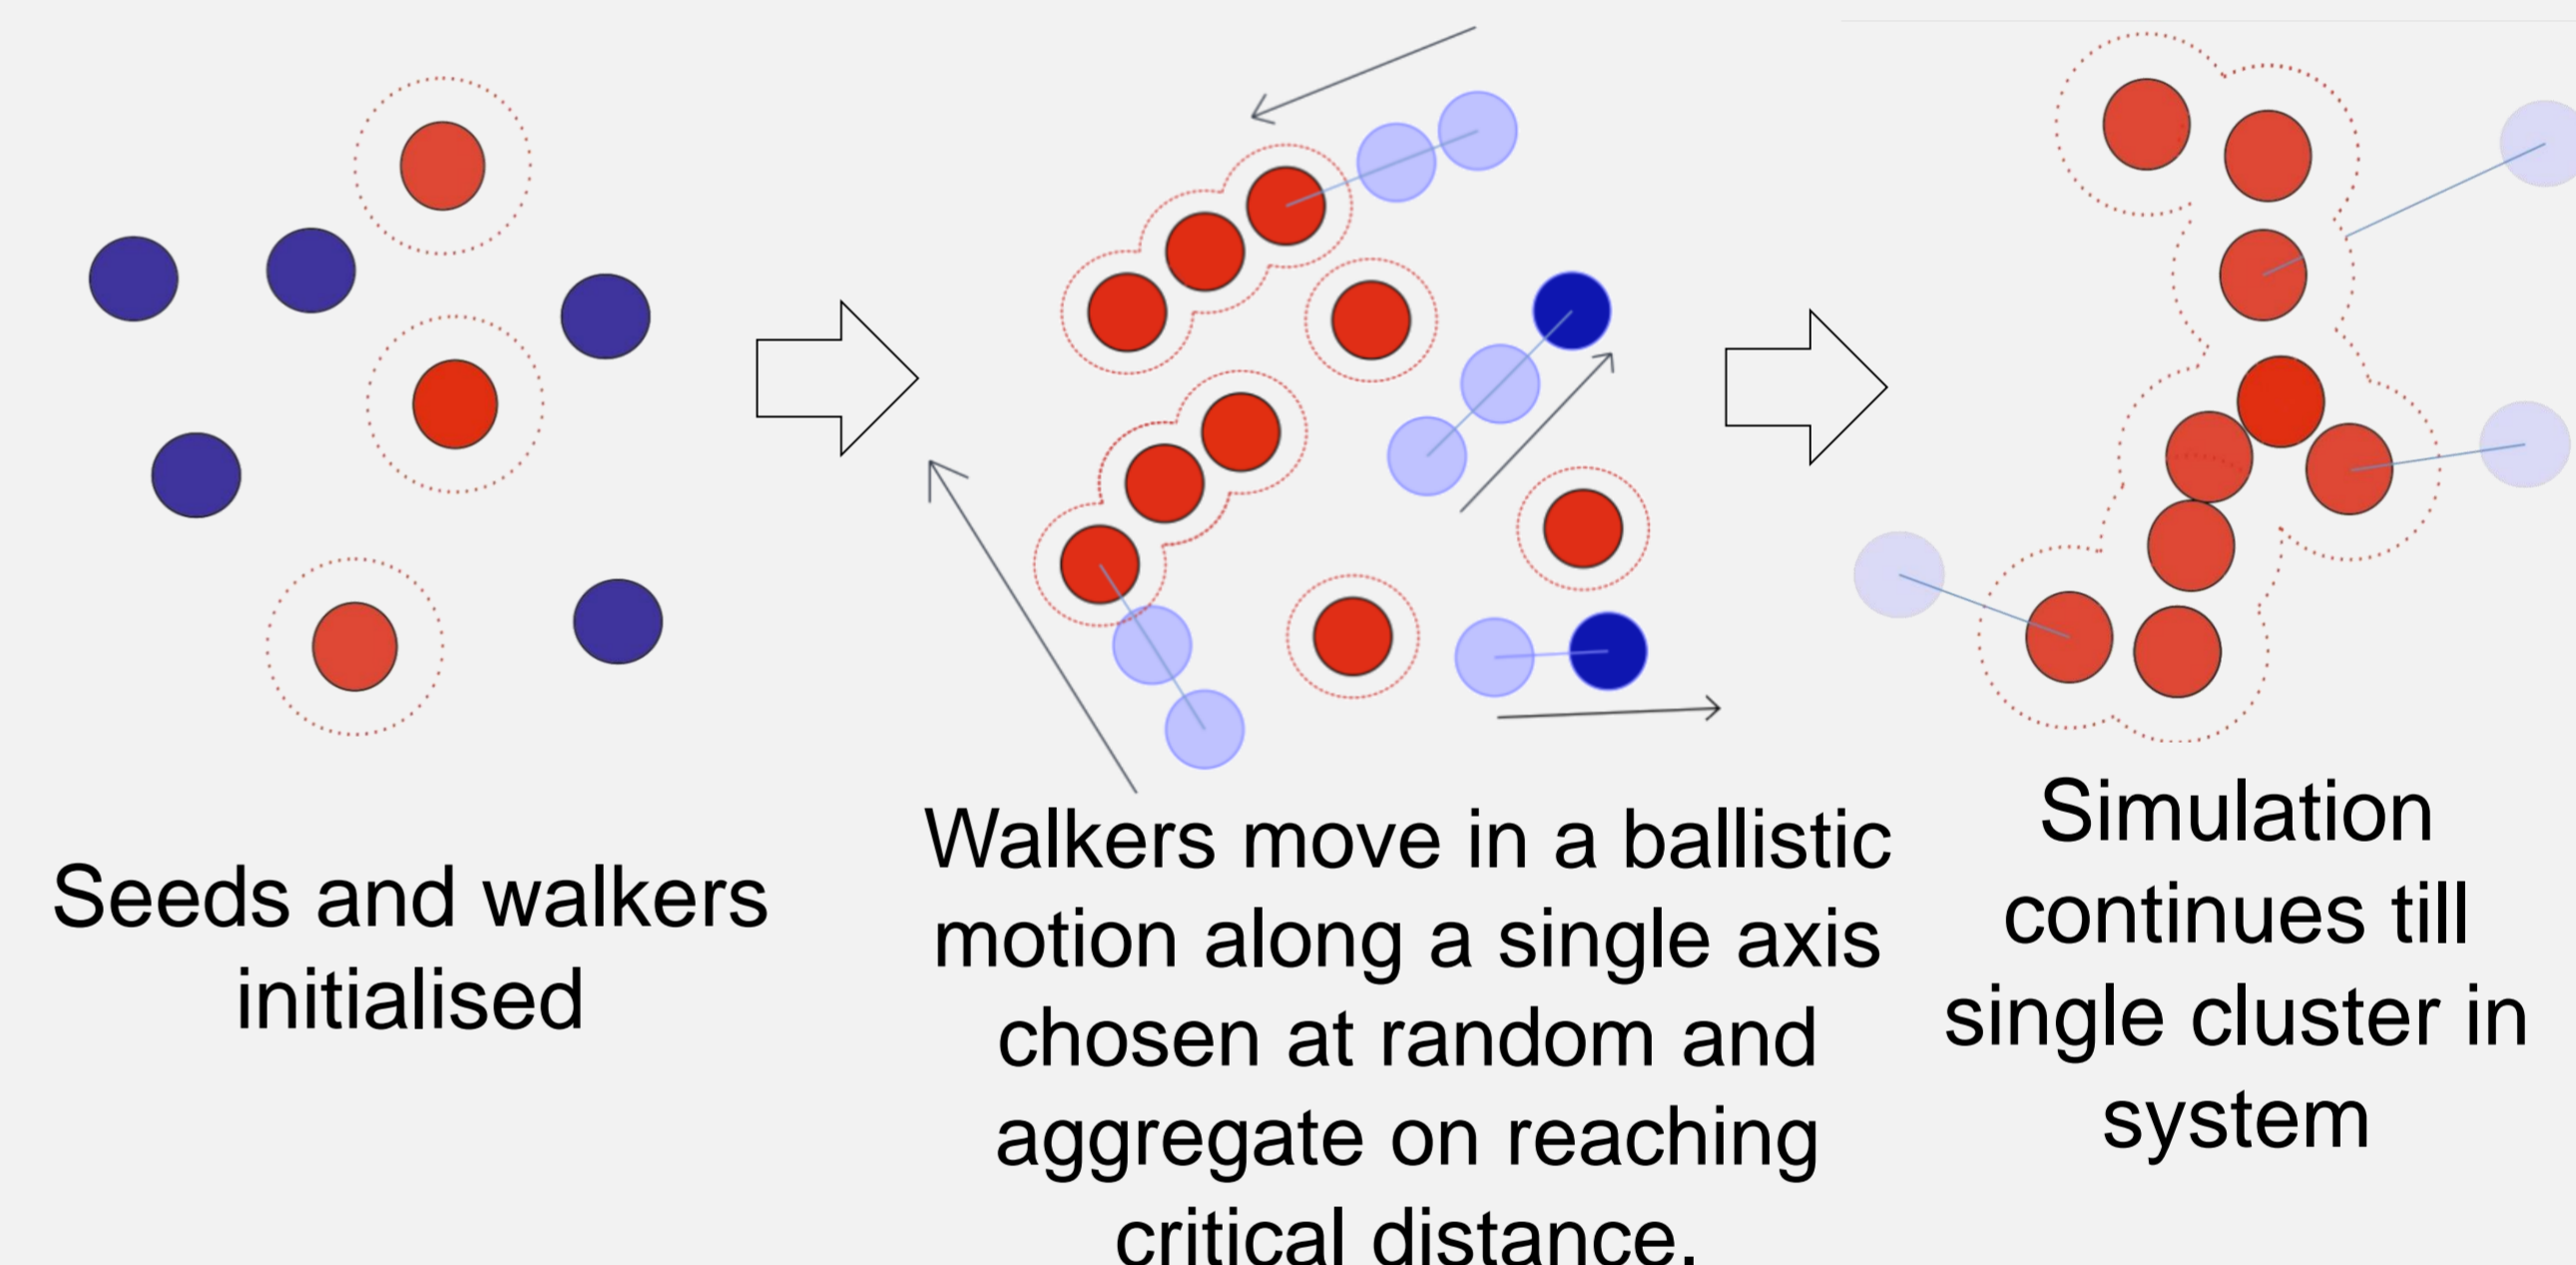 Seeds and walkers
initialised
Walkers move in a ballistic
motion along a single axis
chosen at random and
aggregate on reaching
critical distance.
Simulation
continues till
single cluster in
system